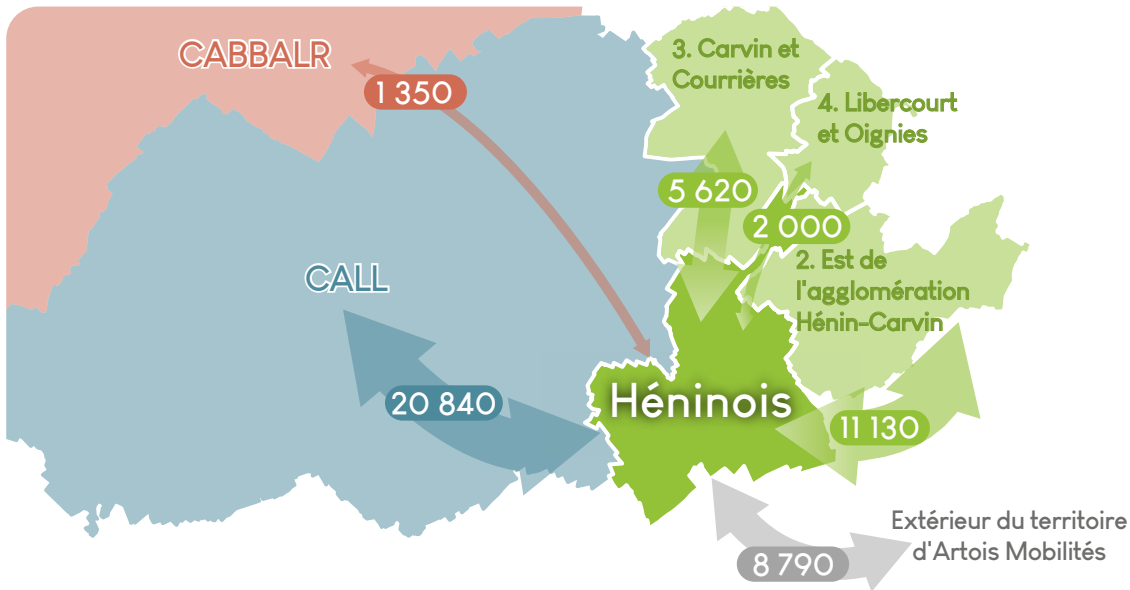 CABBALR
1 350
3. Carvin et
Courrières
4. Libercourt
et Oignies
5 620
2 000
2. Est de
l'agglomération
Hénin-Carvin
CALL
20 840
Héninois
11 130
8 790
Extérieur du territoire
d'Artois Mobilités